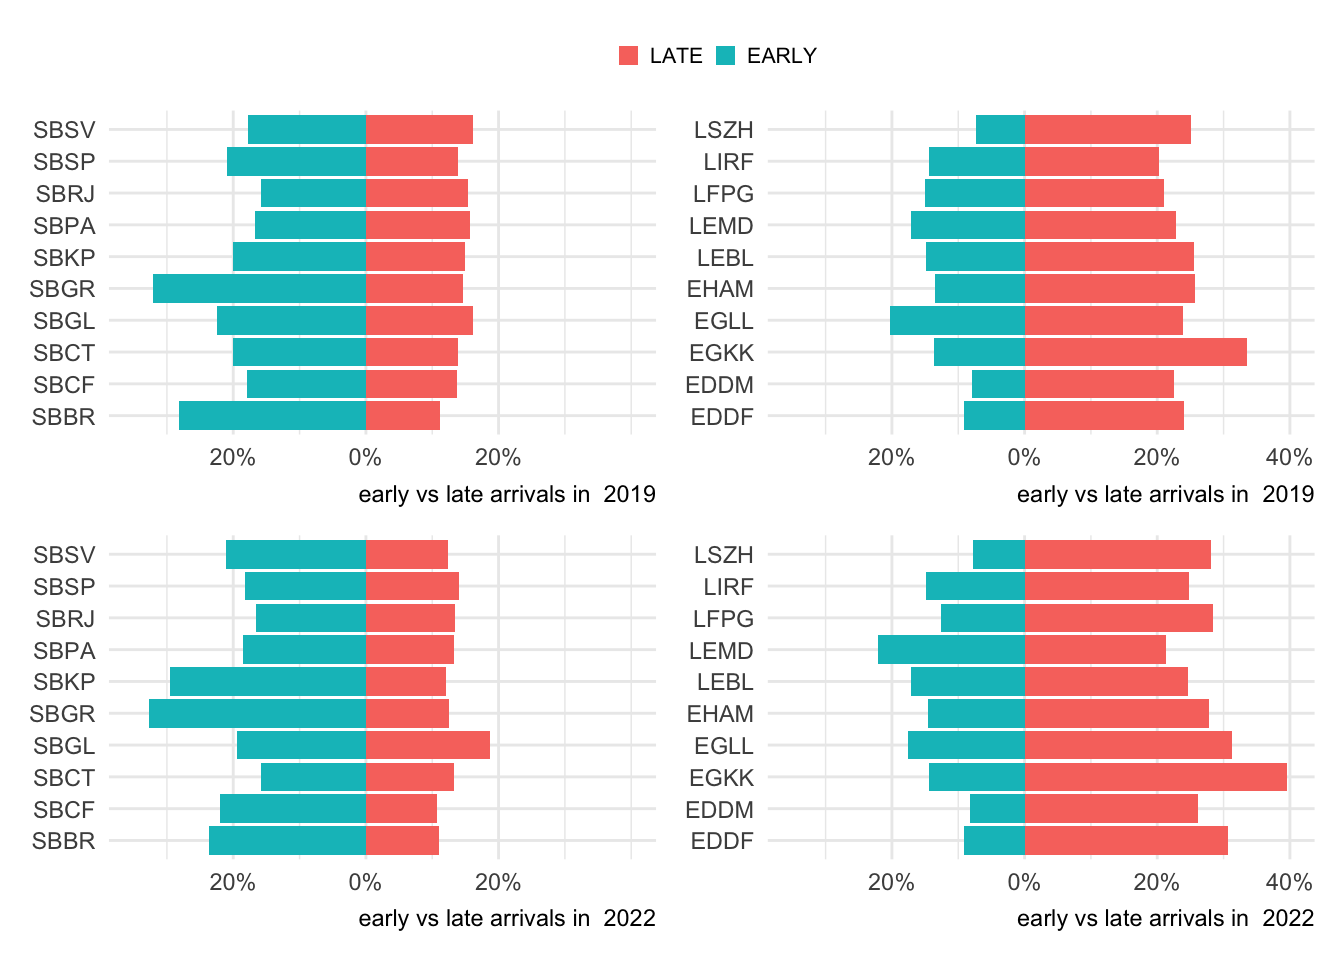 LATE EARLY
SBSV
SBSP
SBRJ
SBPA
SBKP
SBGR
SBGL
SBCT
SBCF
SBBR
20% 0% 20%
early vs late arrivals in  2019
LSZH
LIRF
LFPG
LEMD
LEBL
EHAM
EGLL
EGKK
EDDM
EDDF
20% 0% 20% 40%
early vs late arrivals in  2019
SBSV
SBSP
SBRJ
SBPA
SBKP
SBGR
SBGL
SBCT
SBCF
SBBR
20% 0% 20%
early vs late arrivals in  2022
LSZH
LIRF
LFPG
LEMD
LEBL
EHAM
EGLL
EGKK
EDDM
EDDF
20% 0% 20% 40%
early vs late arrivals in  2022